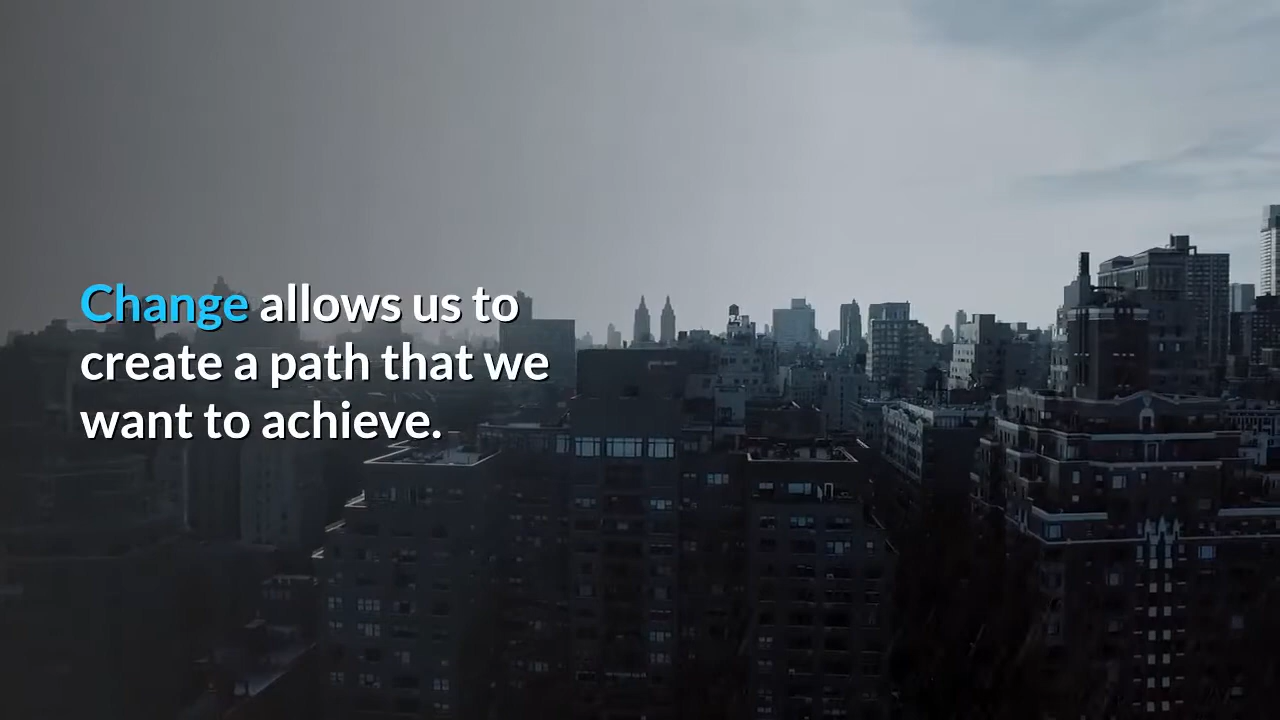 Change allows us to
create a path that we
want to achieve.